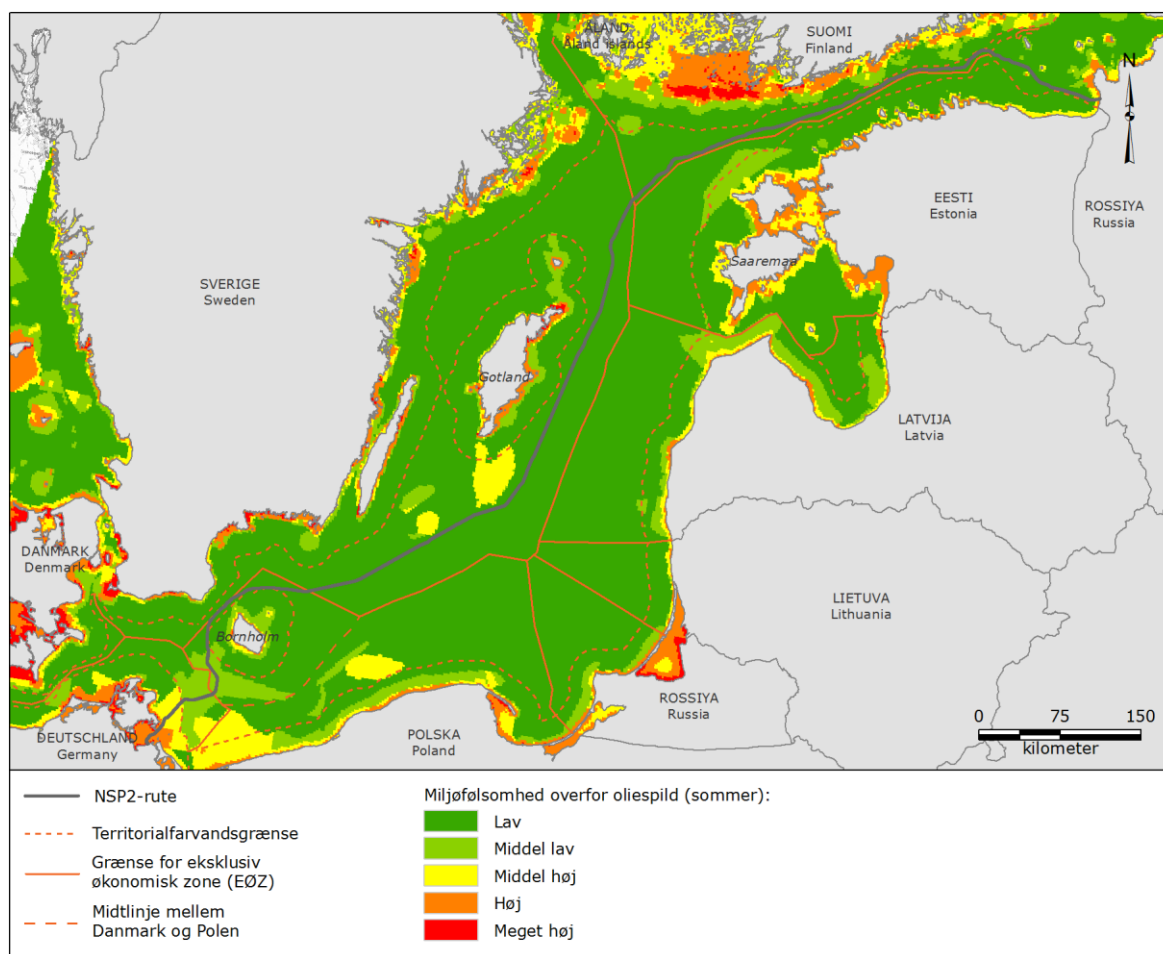 ÅLAND
Åland islands
SUOMI
Finland
N
SVERIGE
Sweden
EESTI
Estonia
ROSSIYA
Russia
Saaremaa
Gotland
LATVIJA
Latvia
DANMARK
Denmark
LIETUVA
Lithuania
Bornholm
ROSSIYA
Russia
DEUTSCHLAND
Germany
POLSKA
Poland
0 75 150
kilometer
NSP2-rute
Territorialfarvandsgrænse
Grænse for eksklusiv
økonomisk zone (EØZ)
Midtlinje mellem
Danmark og Polen
Miljøfølsomhed overfor oliespild (sommer):
Lav
Middel lav
Middel høj
Høj
Meget høj